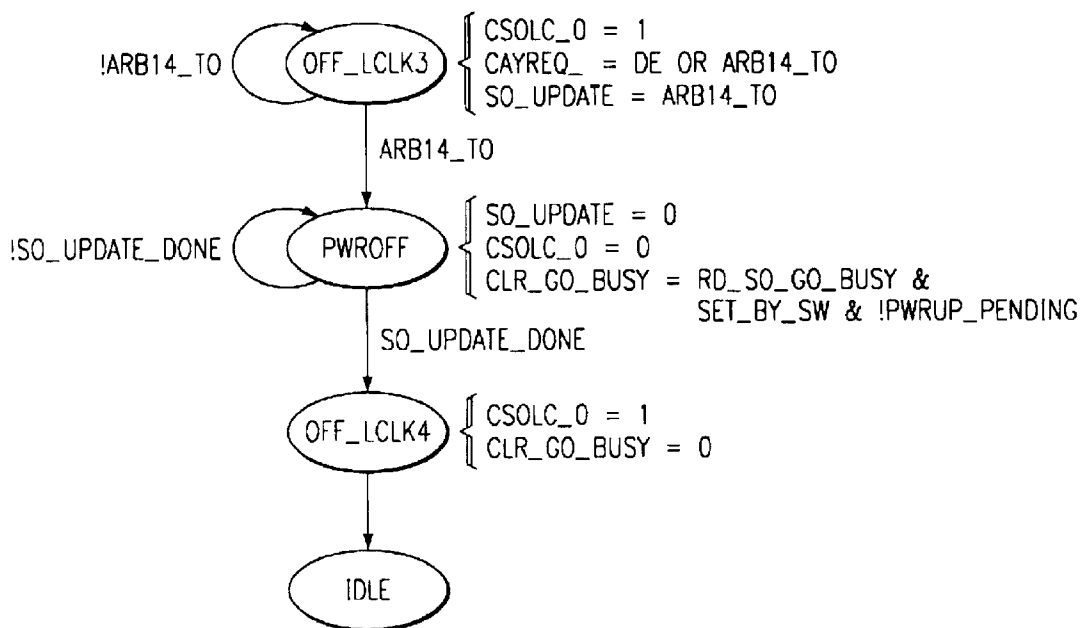 !ARB14_TO
OFF_LCLK3
CSOLC_0 = 1
CAYREQ_ = DE OR ARB14_TO
SO_UPDATE = ARB14_TO
ARB14_TO
!SO_UPDATE_DONE
PWROFF
SO_UPDATE = 0
CSOLC_0 = 0
CLR_GO_BUSY = RD_SO_GO_BUSY &
SET_BY_SW & !PWRUP_PENDING
SO_UPDATE_DONE
OFF_LCLK4
CSOLC_0 = 1
CLR_GO_BUSY = 0
IDLE